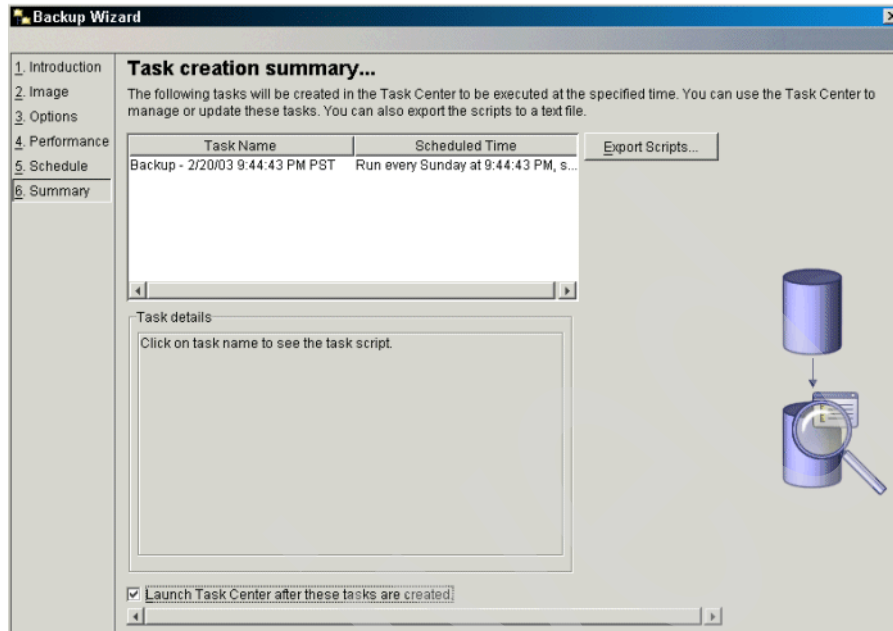 Backup Wizard
1. Introduction
2. Image
3. Options
4. Performance
5. Schedule
6. Summary
Task creation summary...
The following tasks will be created in the Task Center to be executed at the specified time. You can use the Task Center to
manage or update these tasks. You can also export the scripts to a text file.
Task Name Scheduled Time
Backup - 2/20/03 9:44:43 PM PST Run every Sunday at 9:44:43 PM, s...
Export Scripts...
Task details
Click on task name to see the task script.
Launch Task Center after these tasks are created.